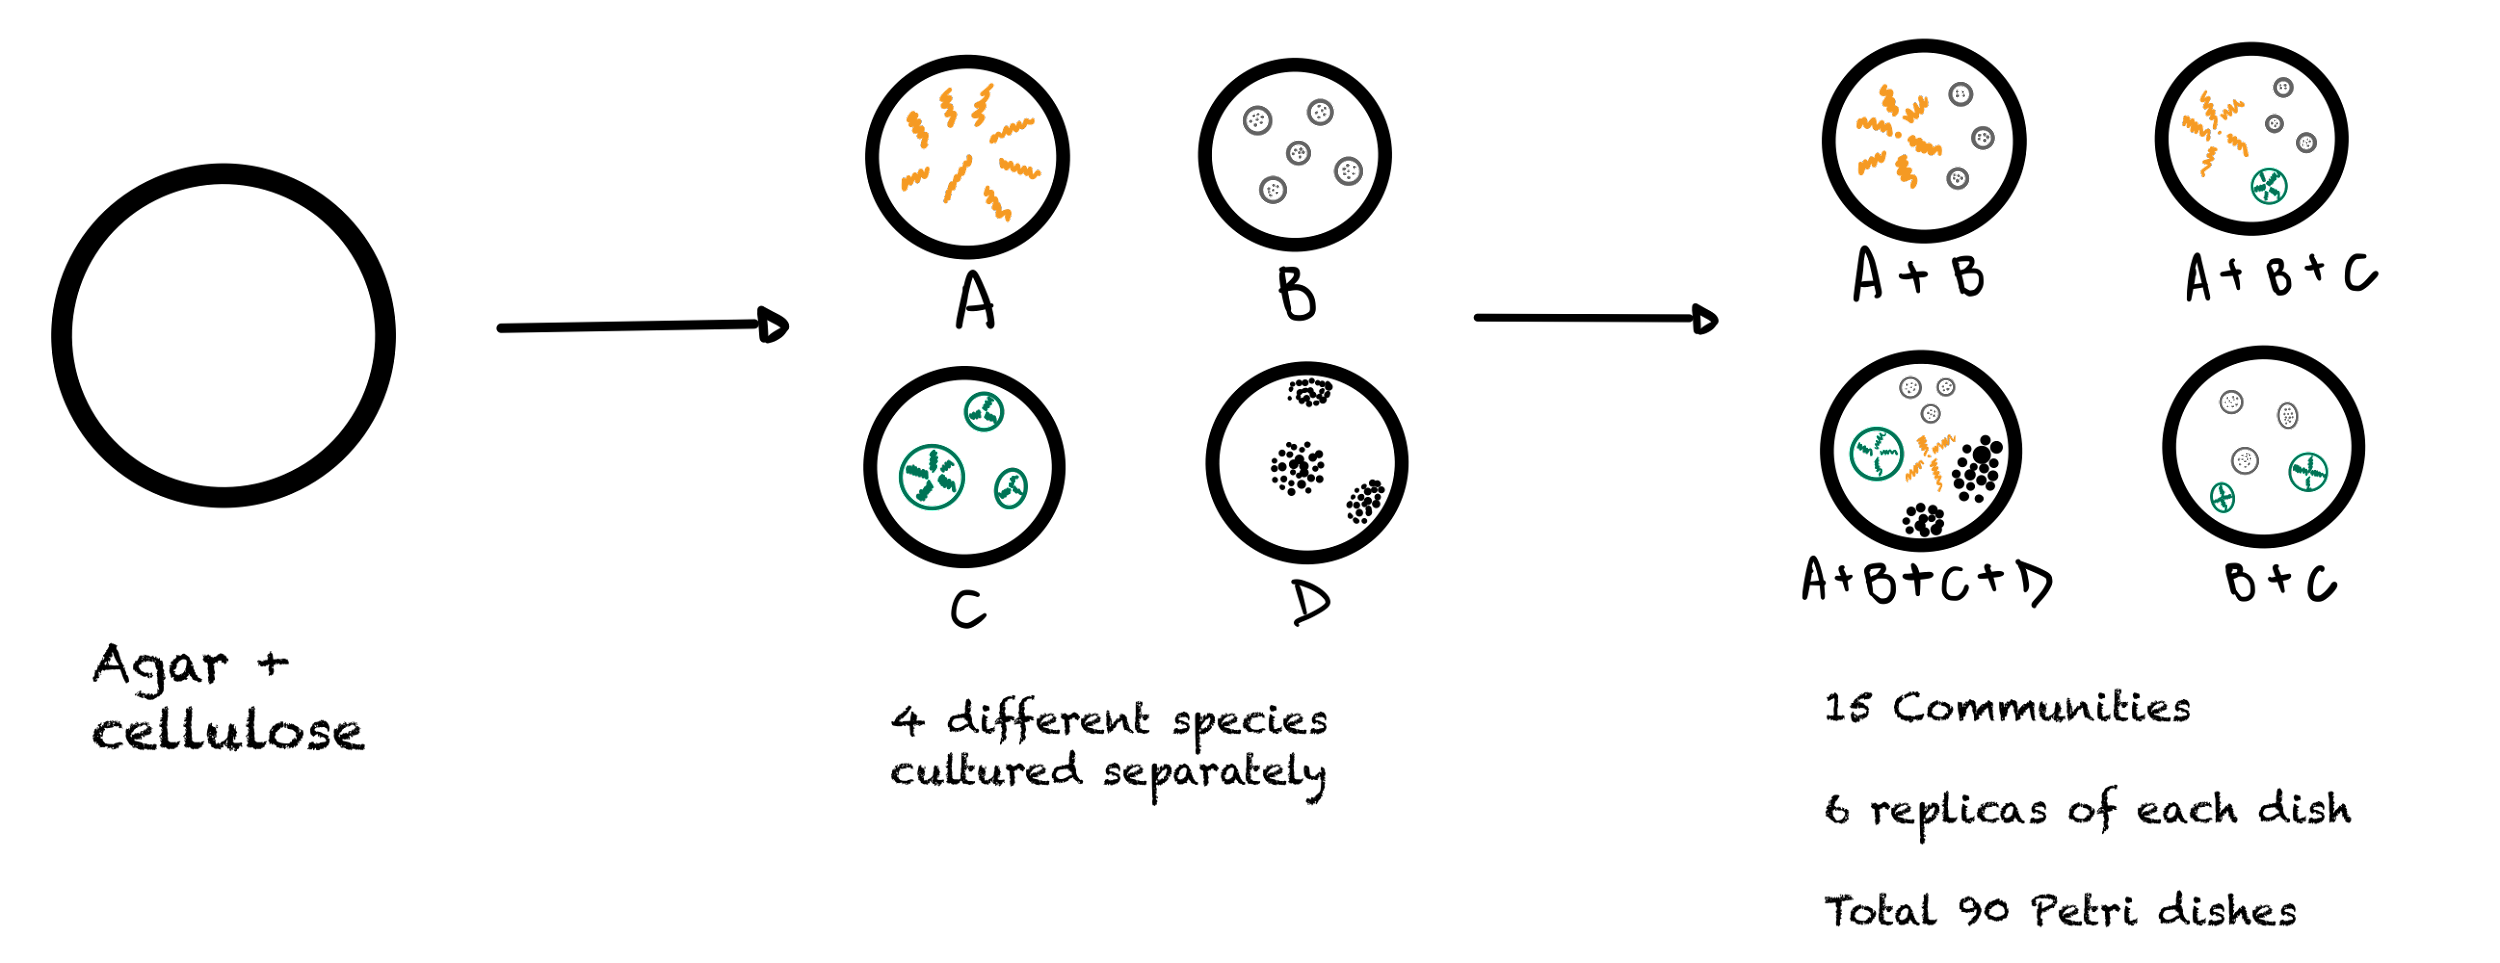 A
B
C
D
A + B
A + B + C
A + B + C + D
B + C
Agar +
cellulose
4 different species
cultured separately
15 Communities
6 replicas of each dish
Total 90 Petri dishes